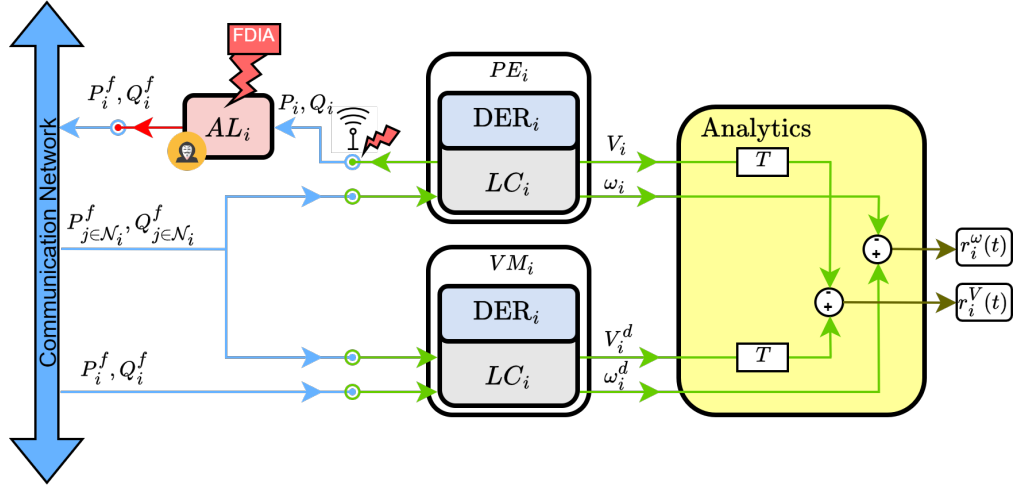 FDIA
P_i^f, Q_i^f
AL_i
P_i, Q_i
PE_i
DER_i
LC_i
V_i
ω_i
Analytics
T
Communication Network
P_{j∈𝒩_i}^f, Q_{j∈𝒩_i}^f
-
+
r_i^ω(t)
VM_i
DER_i
LC_i
-
+
r_i^V(t)
V_i^d
T
ω_i^d
P_i^f, Q_i^f